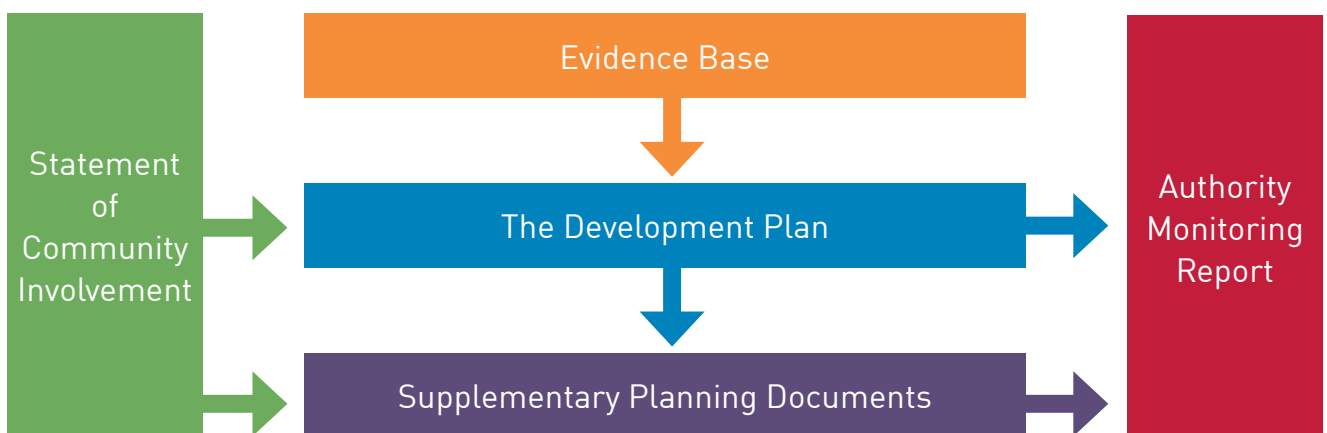 Statement
of
Community
Involvement
Evidence Base
The Development Plan
Supplementary Planning Documents
Authority
Monitoring
Report